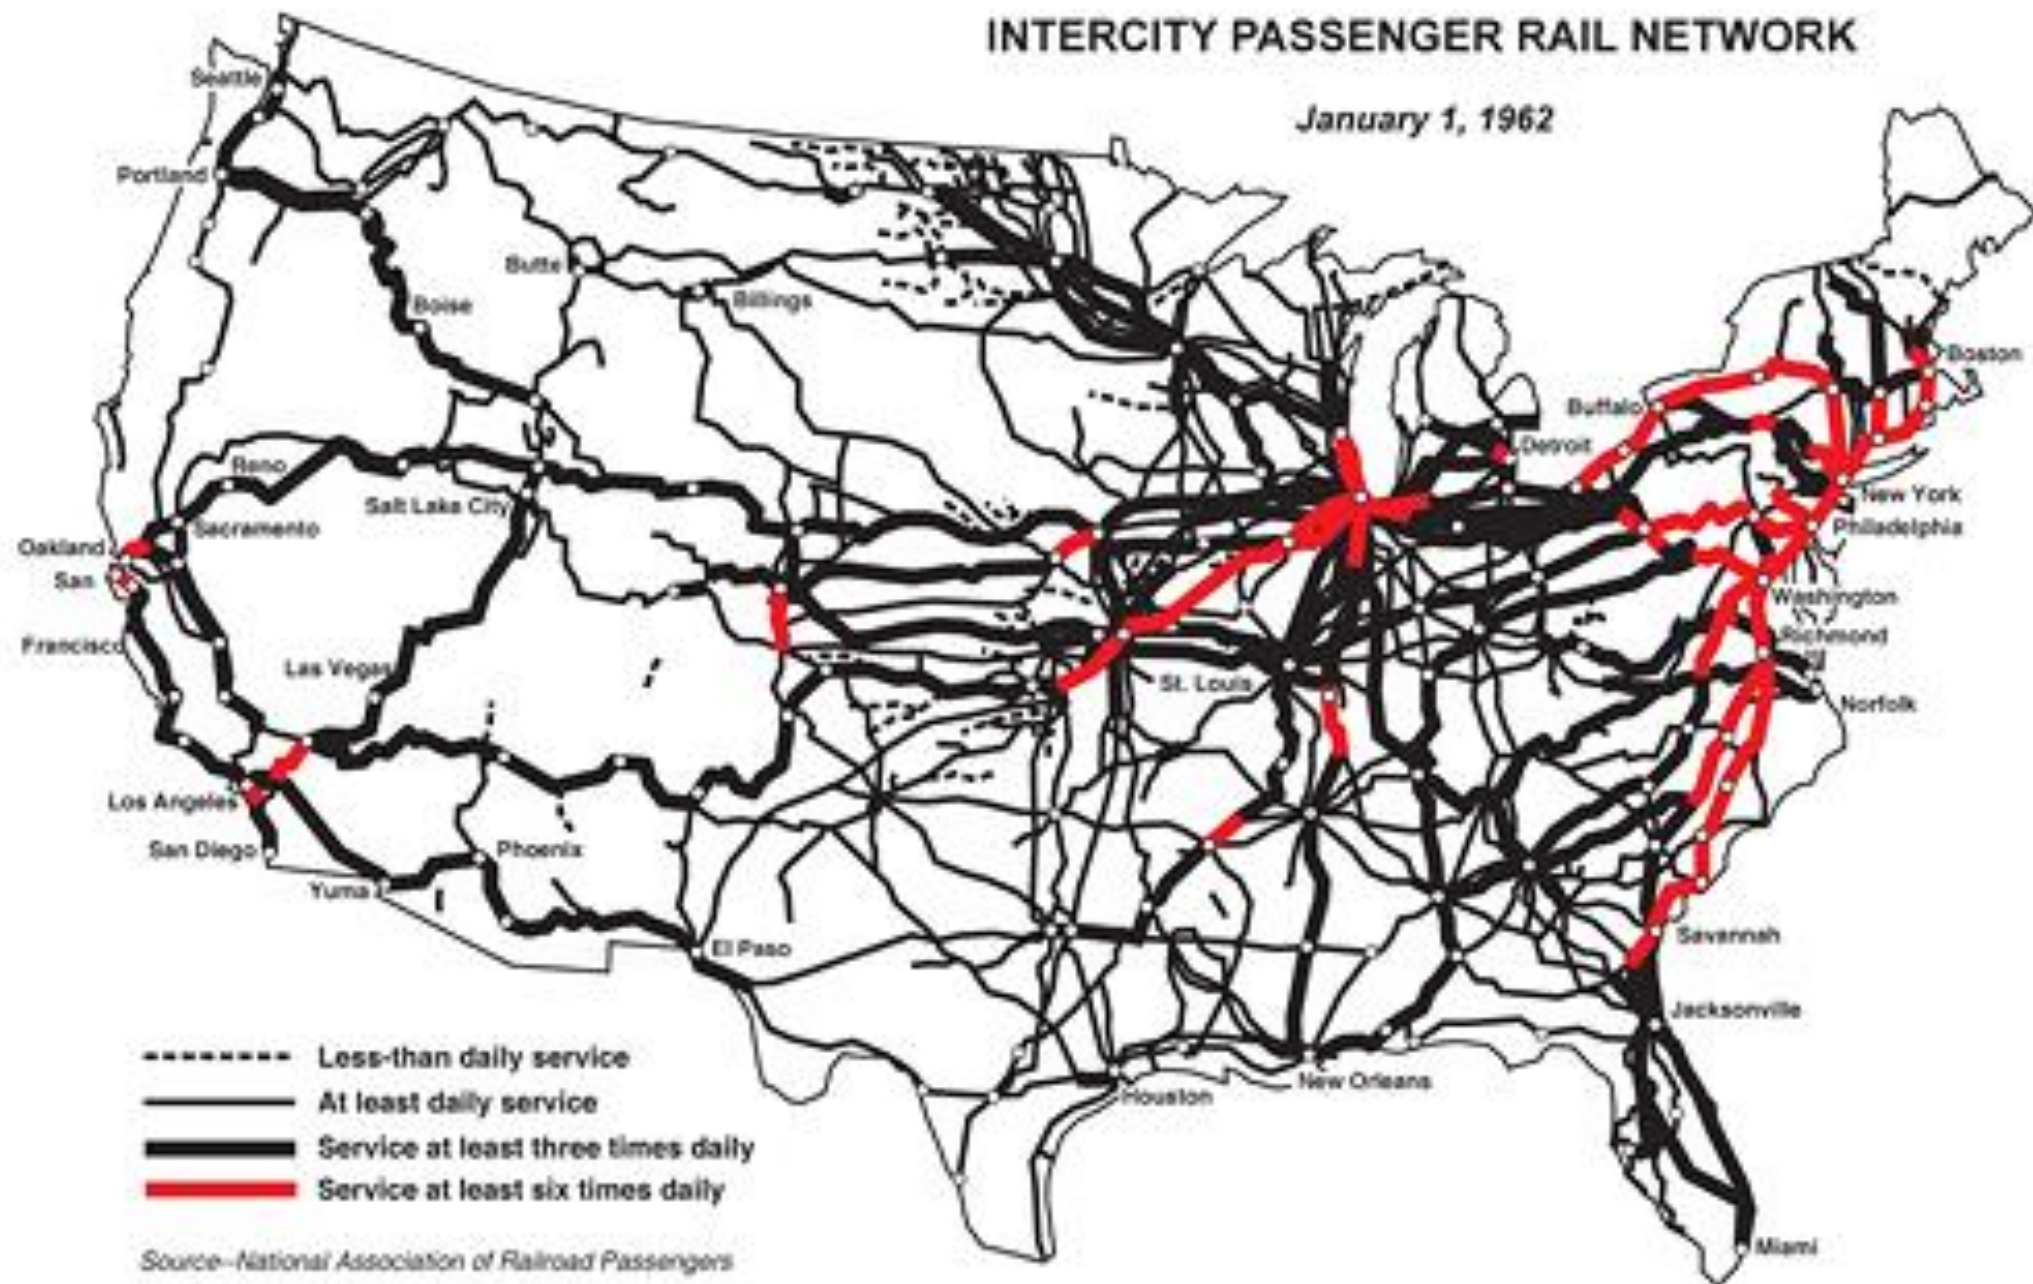 INTERCITY PASSENGER RAIL NETWORK
January 1, 1962
Seattle
Portland
Butte
Boise
Billings
Boston
Buffalo
Detroit
Reno
Salt Lake City
New York
Sacramento
Philadelphia
Oakland
San
Francisco
Washington
Richmond
Las Vegas
St. Louis
Norfolk
Los Angeles
San Diego
Phoenix
Yuma
El Paso
Savannah
Jacksonville
Houston
New Orleans
Miami
Less-than daily service
At least daily service
Service at least three times daily
Service at least six times daily
Source–National Association of Railroad Passengers